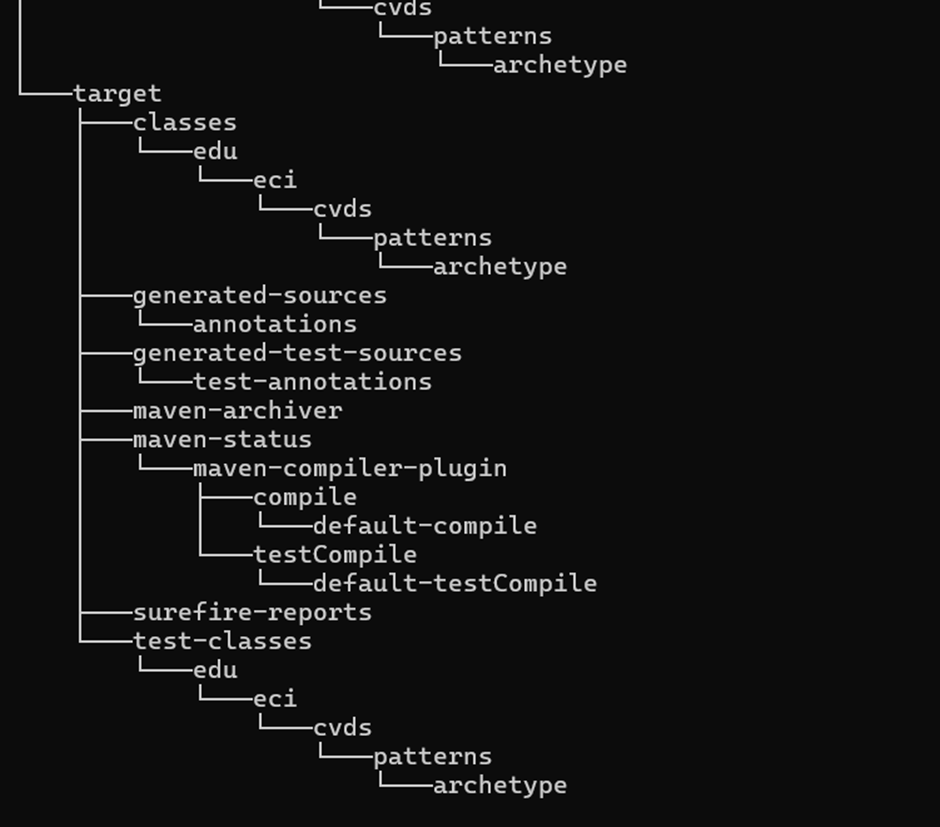 cvds
patterns
archetype
target
classes
edu
eci
cvds
patterns
archetype
generated-sources
annotations
generated-test-sources
test-annotations
maven-archiver
maven-status
maven-compiler-plugin
compile
default-compile
testCompile
default-testCompile
surefire-reports
test-classes
edu
eci
cvds
patterns
archetype